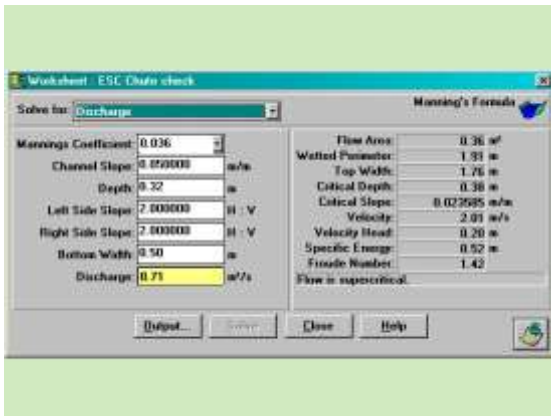 Worksheet : ESC Chute check
Solve for: Discharge
Manning's Formula
Mannings Coefficient: 0.036
Channel Slope: 0.050000 m/m
Depth: 0.32 m
Left Side Slope: 2.000000 H : V
Right Side Slope: 2.000000 H : V
Bottom Width: 0.50 m
Discharge: 0.71 m³/s
Flow Area: 0.36 m²
Wetted Perimeter: 1.91 m
Top Width: 1.76 m
Critical Depth: 0.38 m
Critical Slope: 0.023585 m/m
Velocity: 2.01 m/s
Velocity Head: 0.20 m
Specific Energy: 0.52 m
Froude Number: 1.42
Flow is supercritical.
Output... Solve Close Help